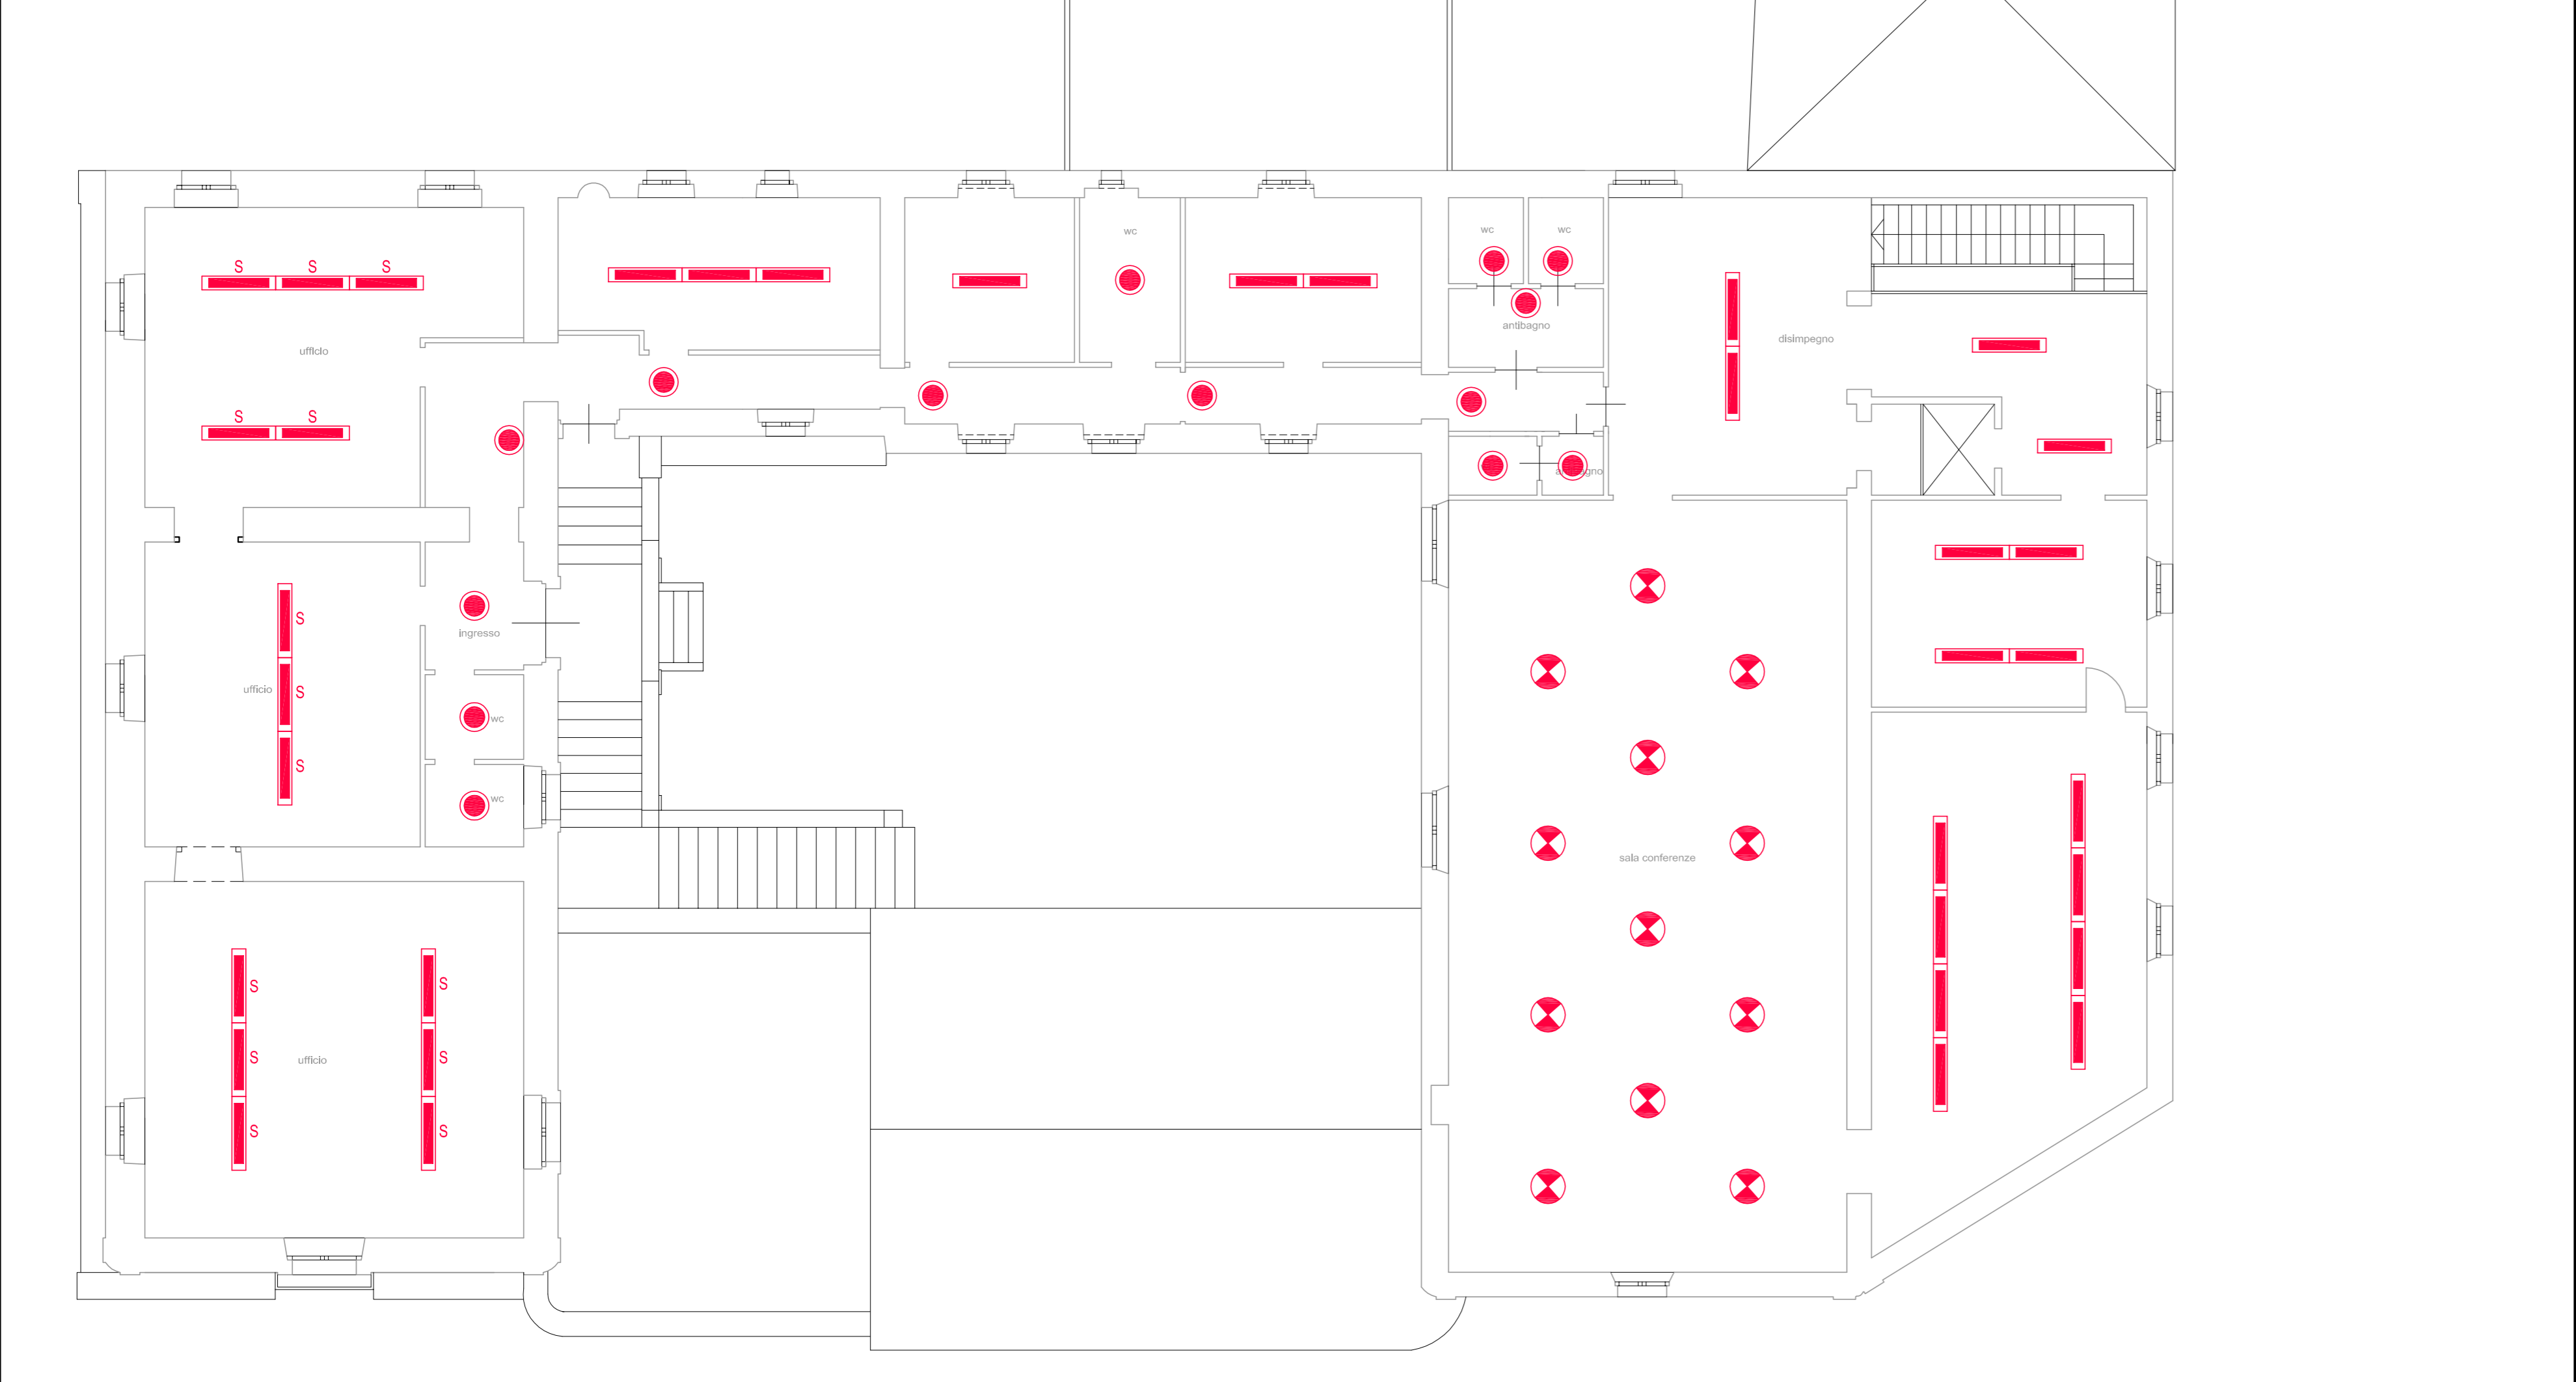 wc
wc
wc
S S S
antibagno
disimpegno
ufficio
S S
ingresso
S
ufficio
S
wc
S
wc
sala conferenze
S S
ufficio
S S
S S